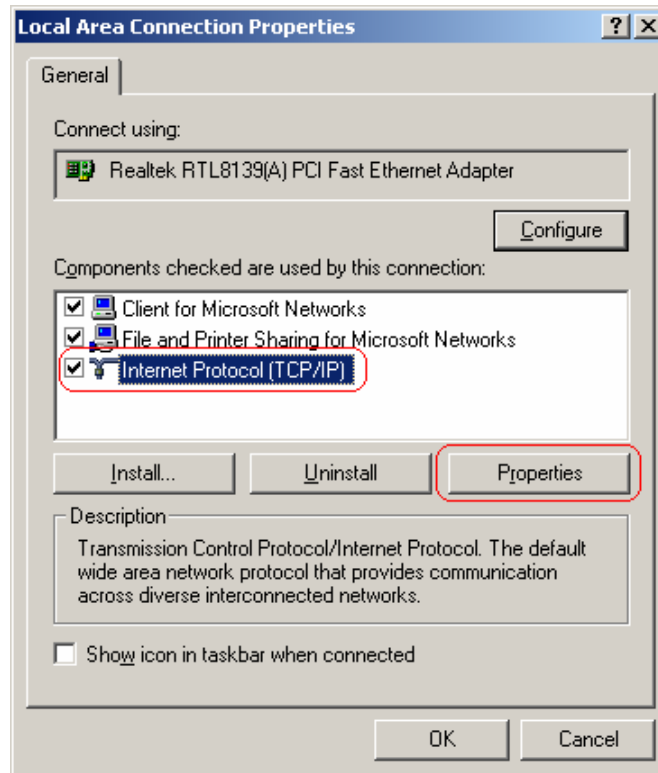 Local Area Connection Properties
General
Connect using:
Realtek RTL8139(A) PCI Fast Ethernet Adapter
Configure
Components checked are used by this connection:
Client for Microsoft Networks
File and Printer Sharing for Microsoft Networks
Internet Protocol (TCP/IP)
Install... Uninstall Properties
Description
Transmission Control Protocol/Internet Protocol. The default
wide area network protocol that provides communication
across diverse interconnected networks.
Show icon in taskbar when connected
OK Cancel